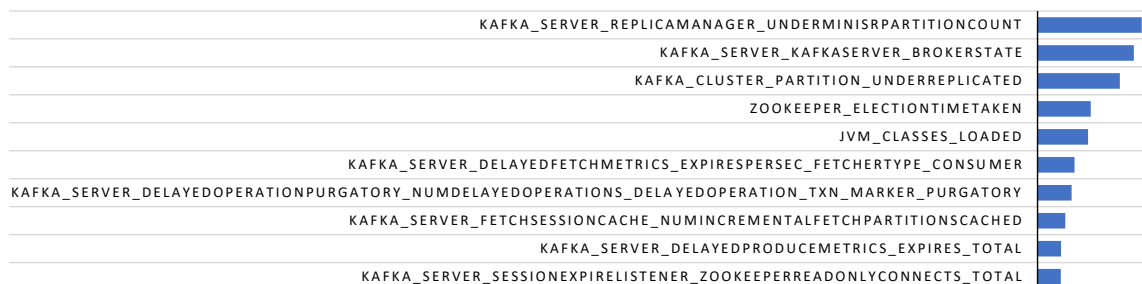 KAFKA_SERVER_REPLICAMANAGER_UNDERMINISRPARTITIONCOUNT
KAFKA_SERVER_KAFKASERVER_BROKERSTATE
KAFKA_CLUSTER_PARTITION_UNDERREPLICATED
ZOOKEEPER_ELECTIONTIMETAKEN
JVM_CLASSES_LOADED
KAFKA_SERVER_DELAYEDFETCHMETRICS_EXPIRESPERSEC_FETCHERTYPE_CONSUMER
KAFKA_SERVER_DELAYEDOPERATIONPURGATORY_NUMDELAYEDOPERATIONS_DELAYEDOPERATION_TXN_MARKER_PURGATORY
KAFKA_SERVER_FETCHSESSIONCACHE_NUMINCREMENTALFETCHPARTITIONSCACHED
KAFKA_SERVER_DELAYEDPRODUCEMETRICS_EXPIRES_TOTAL
KAFKA_SERVER_SESSIONEXPIRELISTENER_ZOOKEEPERREADONLYCONNECTS_TOTAL